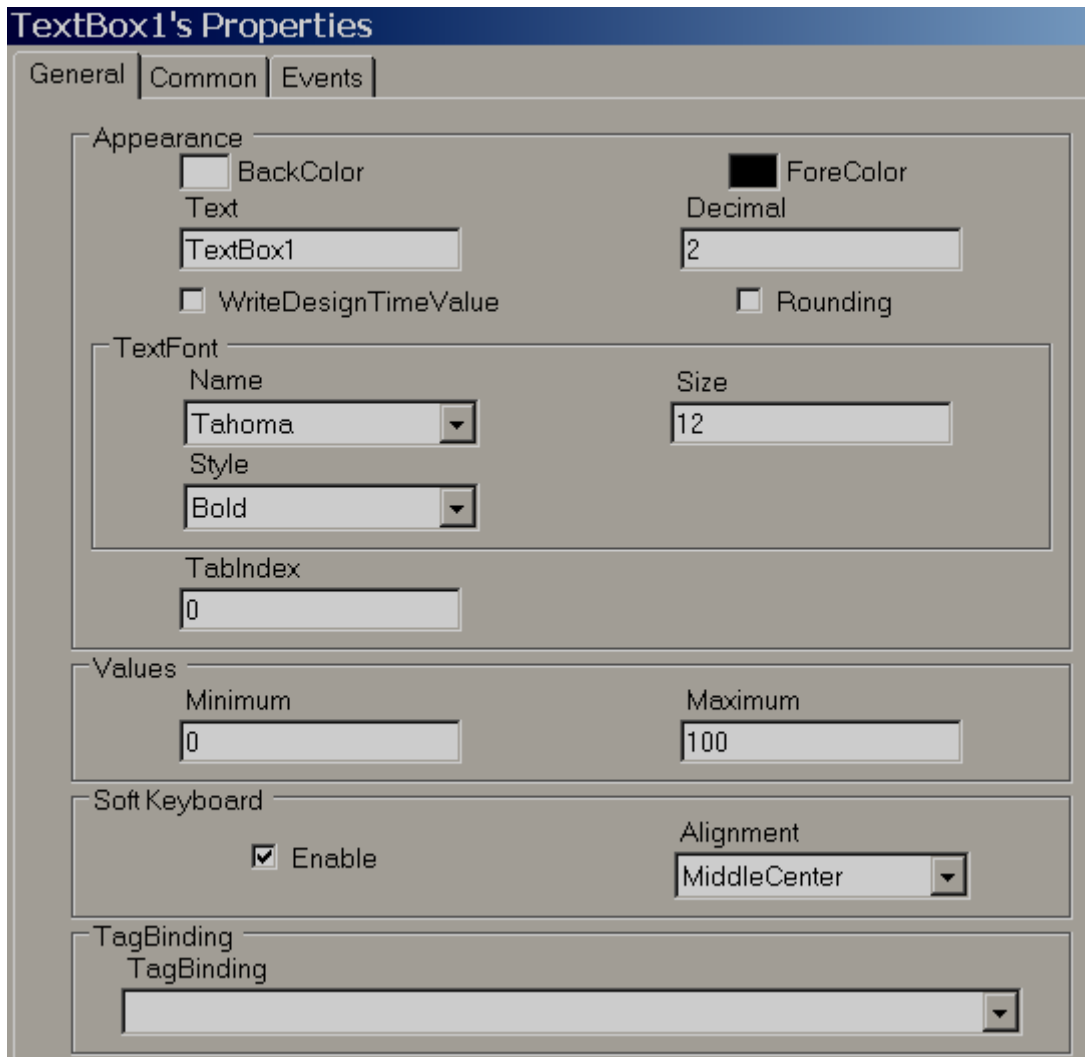 TextBox1's Properties
General Common Events
Appearance
BackColor ForeColor
Text Decimal
TextBox1 2
WriteDesignTimeValue Rounding
TextFont
Name Size
Tahoma 12
Style
Bold
TabIndex
0
Values
Minimum Maximum
0 100
Soft Keyboard
Enable
Alignment
MiddleCenter
TagBinding
TagBinding